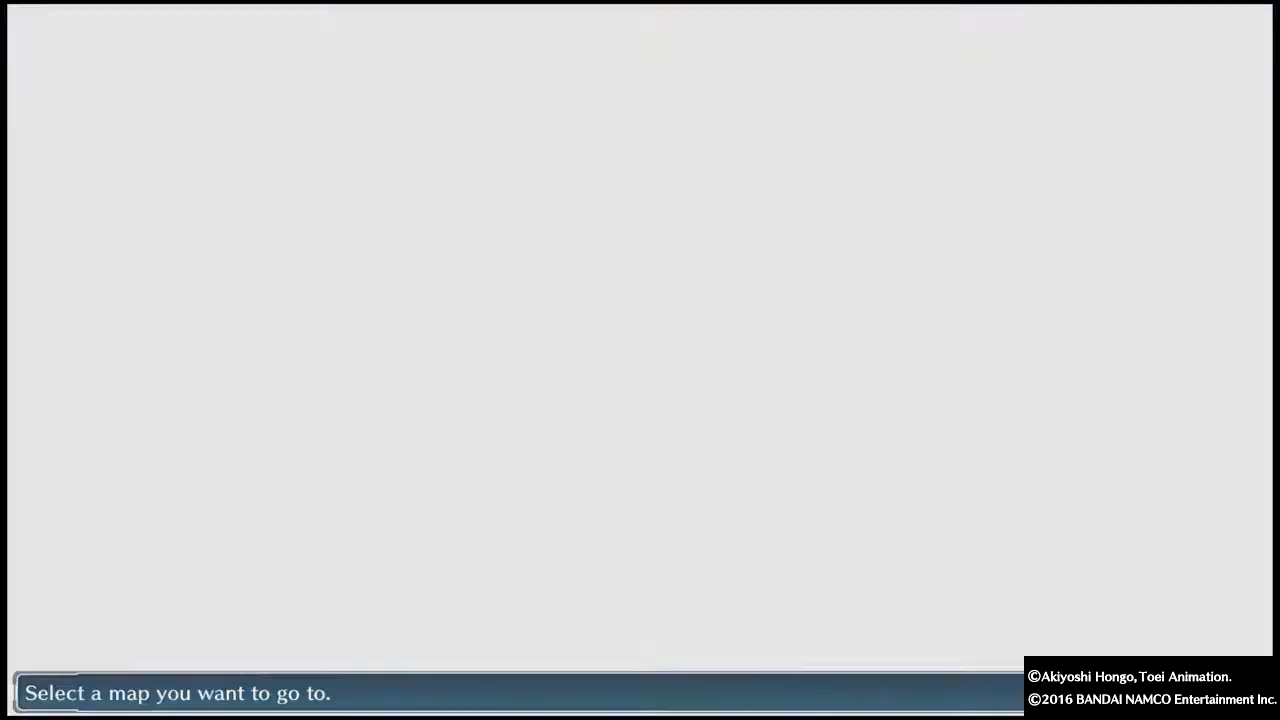 Select a map you want to go to.
©Akiyoshi Hongo, Toei Animation.
©2016 BANDAI NAMCO Entertainment Inc.